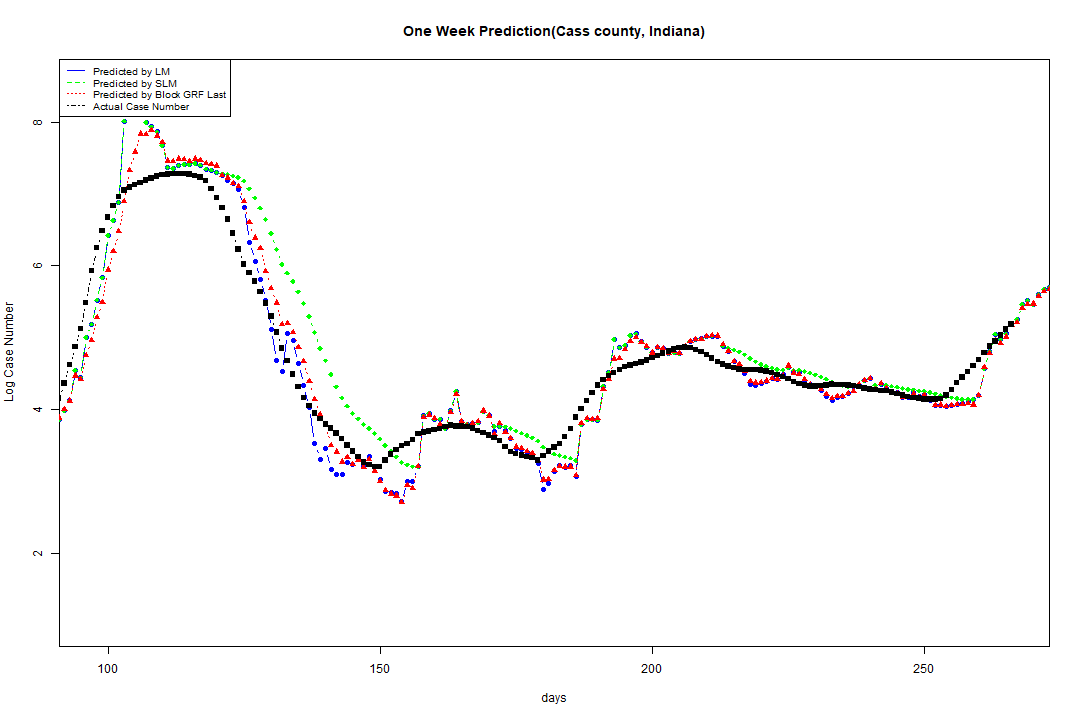 One Week Prediction(Cass county, Indiana)
Predicted by LM
Predicted by SLM
Predicted by Block GRF Last
Actual Case Number
8
6
4
2
Log Case Number
100 150 200 250
days